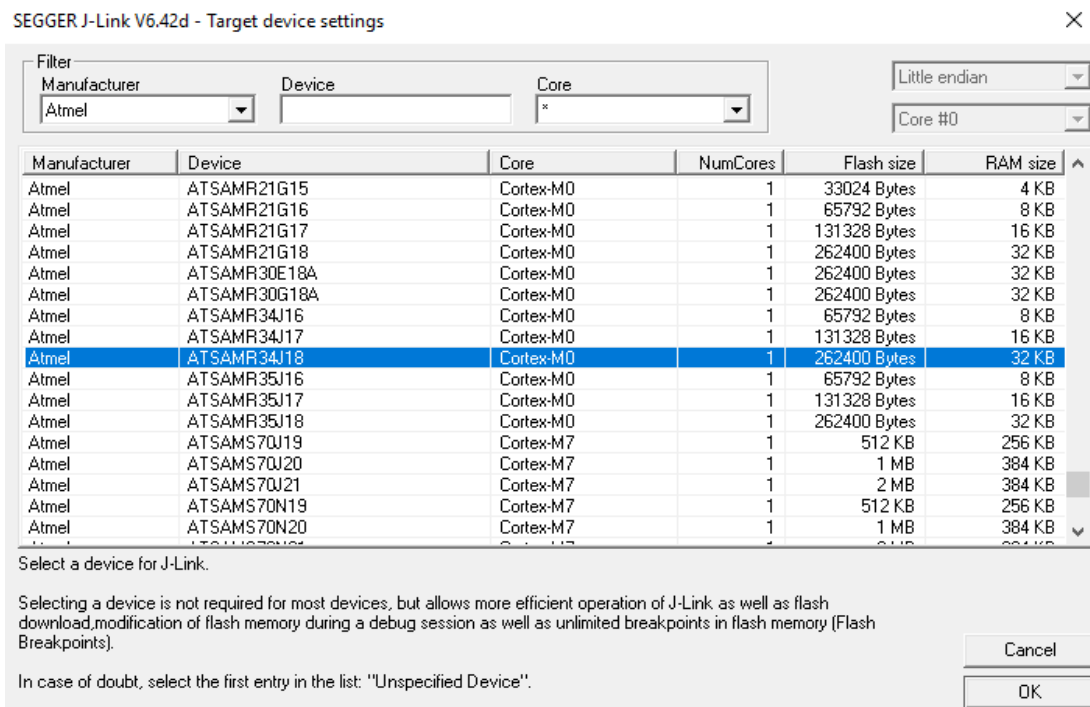 SEGGER J-Link V6.42d - Target device settings
Filter
Manufacturer Device Core
Atmel *
Little endian
Core #0
Manufacturer Device Core NumCores Flash size RAM size
Atmel ATSAMR21G15 Cortex-M0 1 33024 Bytes 4 KB
Atmel ATSAMR21G16 Cortex-M0 1 65792 Bytes 8 KB
Atmel ATSAMR21G17 Cortex-M0 1 131328 Bytes 16 KB
Atmel ATSAMR21G18 Cortex-M0 1 262400 Bytes 32 KB
Atmel ATSAMR30E18A Cortex-M0 1 262400 Bytes 32 KB
Atmel ATSAMR30G18A Cortex-M0 1 262400 Bytes 32 KB
Atmel ATSAMR34J16 Cortex-M0 1 65792 Bytes 8 KB
Atmel ATSAMR34J17 Cortex-M0 1 131328 Bytes 16 KB
Atmel ATSAMR34J18 Cortex-M0 1 262400 Bytes 32 KB
Atmel ATSAMR35J16 Cortex-M0 1 65792 Bytes 8 KB
Atmel ATSAMR35J17 Cortex-M0 1 131328 Bytes 16 KB
Atmel ATSAMR35J18 Cortex-M0 1 262400 Bytes 32 KB
Atmel ATSAMS70J19 Cortex-M7 1 512 KB 256 KB
Atmel ATSAMS70J20 Cortex-M7 1 1 MB 384 KB
Atmel ATSAMS70J21 Cortex-M7 1 2 MB 384 KB
Atmel ATSAMS70N19 Cortex-M7 1 512 KB 256 KB
Atmel ATSAMS70N20 Cortex-M7 1 1 MB 384 KB
Select a device for J-Link.
Selecting a device is not required for most devices, but allows more efficient operation of J-Link as well as flash
download,modification of flash memory during a debug session as well as unlimited breakpoints in flash memory (Flash
Breakpoints).
In case of doubt, select the first entry in the list: "Unspecified Device".
Cancel
OK